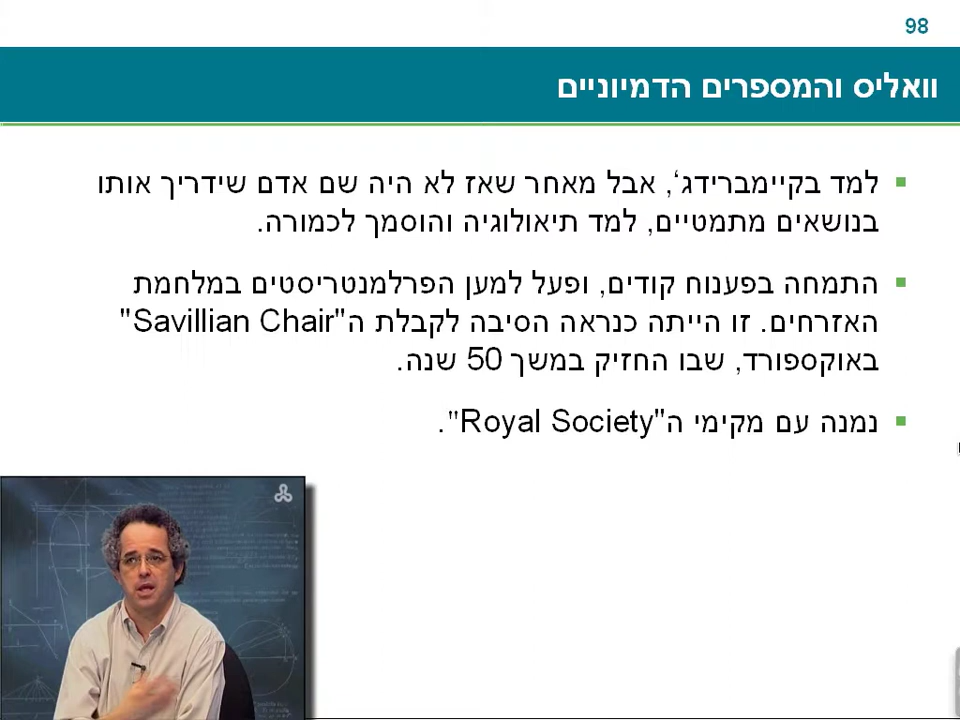 98
וואליס והמספרים הדמיוניים
למד בקיימברידג‘, אבל מאחר שאז לא היה שם אדם שידריך אותו
בנושאים מתמטיים, למד תיאולוגיה והוסמך לכמורה.
התמחה בפענוח קודים, ופעל למען הפרלמנטריסטים במלחמת
האזרחים. זו הייתה כנראה הסיבה לקבלת ה"Savillian Chair"
באוקספורד, שבו החזיק במשך 50 שנה.
נמנה עם מקימי ה"Royal Society".